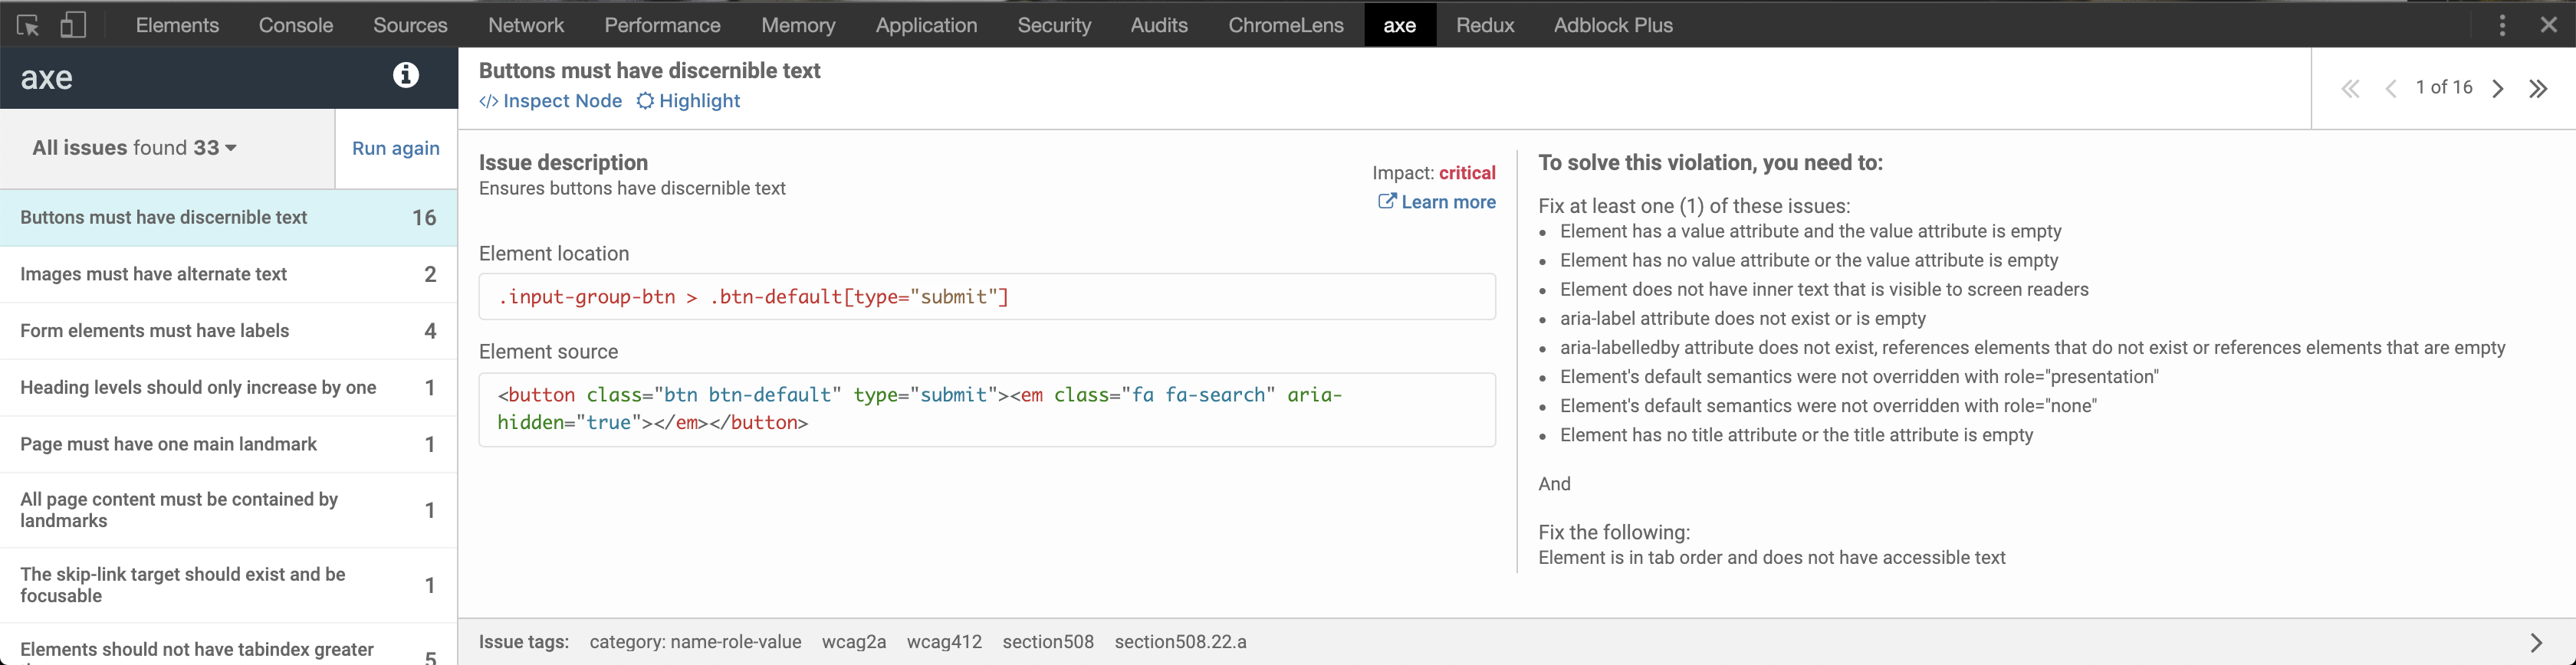 Elements Console Sources Network Performance Memory Application Security Audits ChromeLens axe Redux Adblock Plus
axe
All issues found 33
Run again
Buttons must have discernible text 16
Images must have alternate text 2
Form elements must have labels 4
Heading levels should only increase by one 1
Page must have one main landmark 1
All page content must be contained by
landmarks 1
The skip-link target should exist and be
focusable 1
Elements should not have tabindex greater
5
Buttons must have discernible text
</> Inspect Node Highlight
1 of 16
Issue description
Ensures buttons have discernible text
Impact: critical
Learn more
Element location
.input-group-btn > .btn-default[type="submit"]
Element source
<button class="btn btn-default" type="submit"><em class="fa fa-search" aria-
hidden="true"></em></button>
To solve this violation, you need to:
Fix at least one (1) of these issues:
• Element has a value attribute and the value attribute is empty
• Element has no value attribute or the value attribute is empty
• Element does not have inner text that is visible to screen readers
• aria-label attribute does not exist or is empty
• aria-labelledby attribute does not exist, references elements that do not exist or references elements that are empty
• Element's default semantics were not overridden with role="presentation"
• Element's default semantics were not overridden with role="none"
• Element has no title attribute or the title attribute is empty
And
Fix the following:
Element is in tab order and does not have accessible text
Issue tags: category: name-role-value wcag2a wcag412 section508 section508.22.a